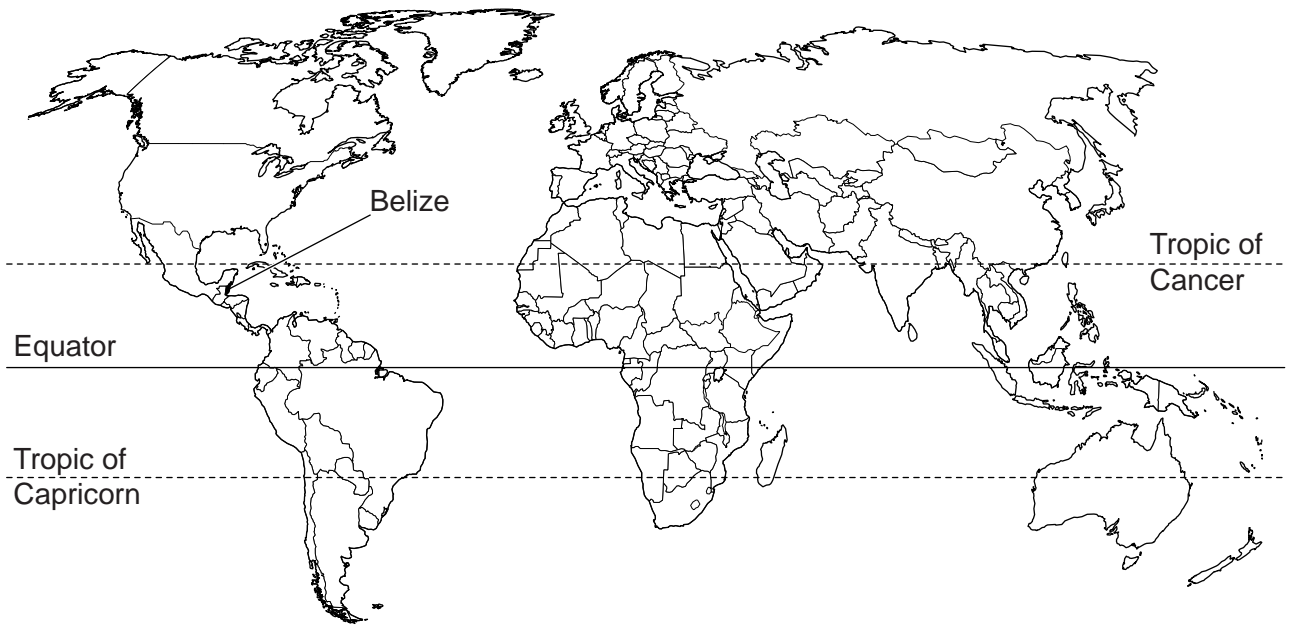 Belize
Tropic of
Cancer
Equator
Tropic of
Capricorn